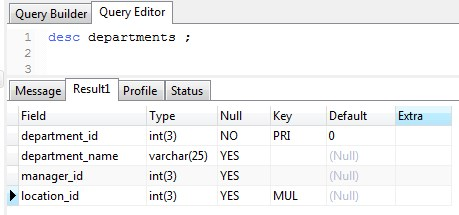 Query Builder Query Editor
1 desc departments ;
2
3
Message Result1 Profile Status
Field Type Null Key Default Extra
department_id int(3) NO PRI 0
department_name varchar(25) YES (Null)
manager_id int(3) YES (Null)
location_id int(3) YES MUL (Null)